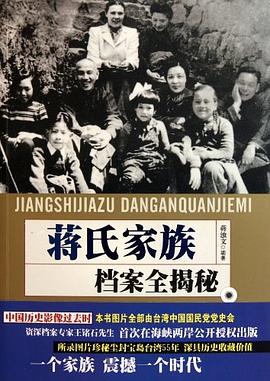 JIANGSHIJIAZU DANGANQUANJIEMI
蒋氏家族
档案全揭秘
中国历史影像过去时 本书图片全部由台湾中国国民党党史会
资深档案专家王铭石先生 首次在海峡两岸公开授权出版
所录图片珍秘尘封宝岛台湾55年 深具历史收藏价值
一个家族 震撼一个时代